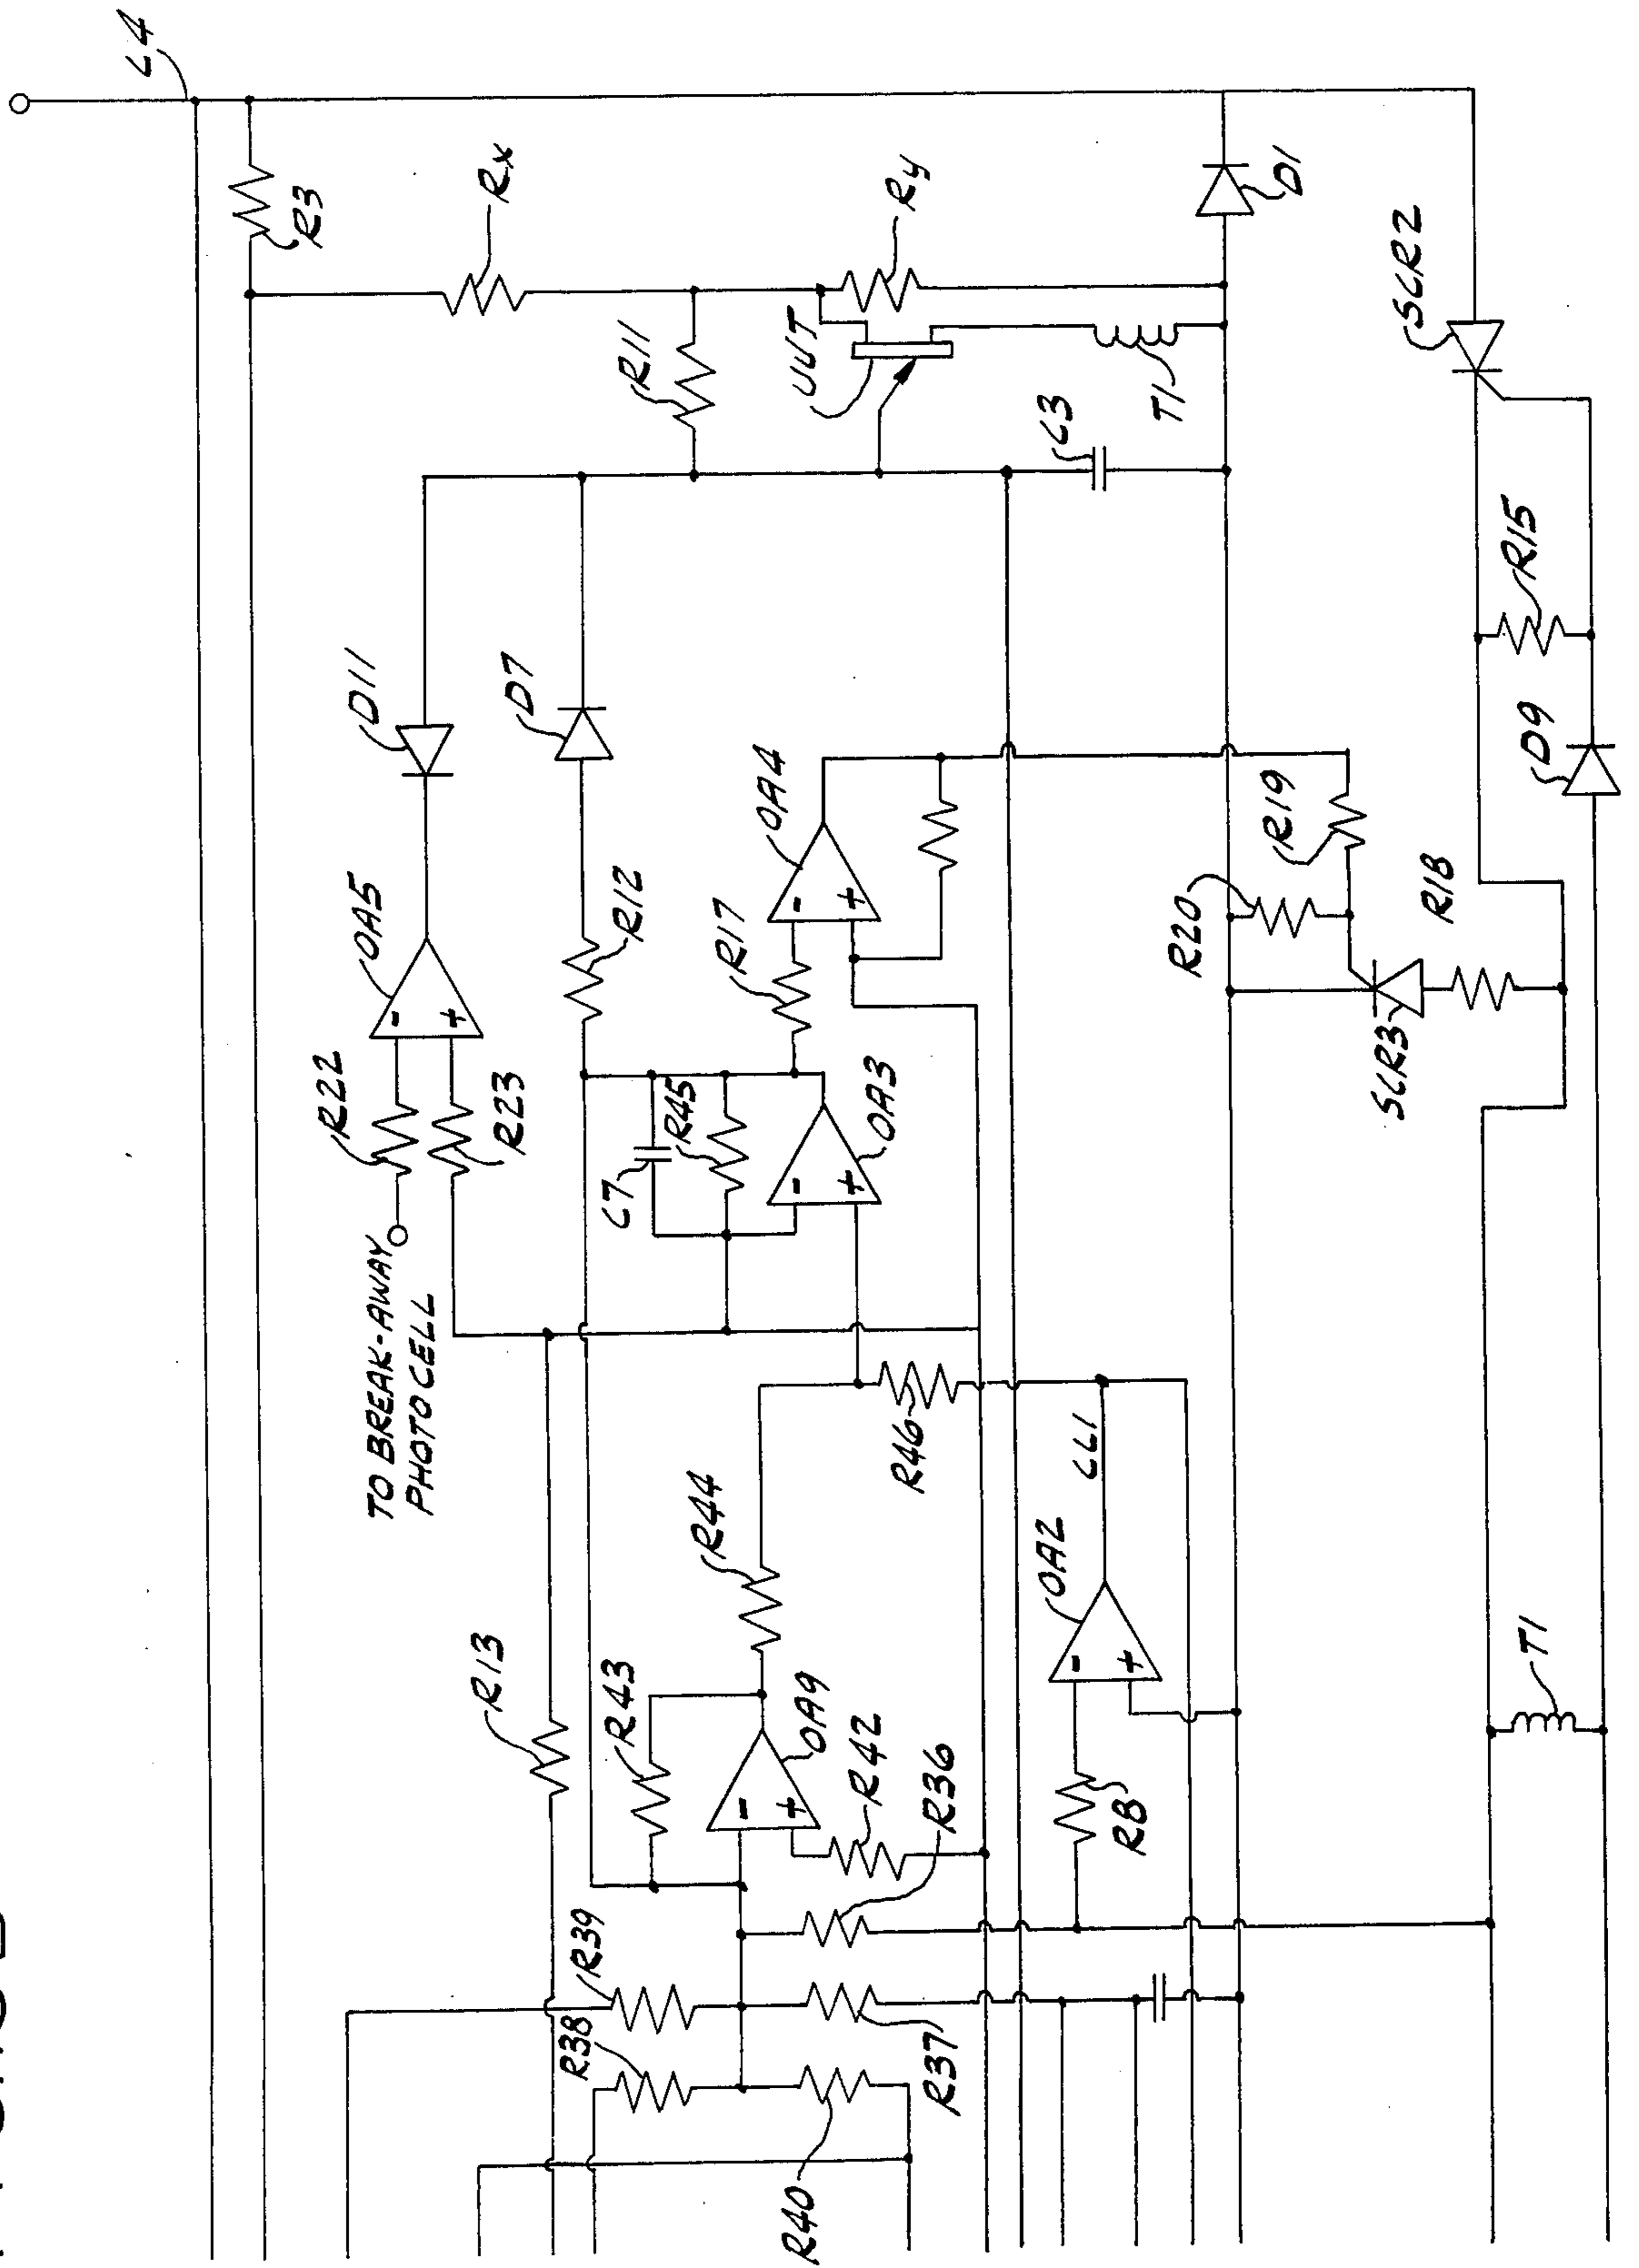 L4
R3
Rx
Ry
R11
UJT
T1
C3
D1
SCR2
D11
D7
R15
D9
OA5
R12
OA4
R17
R19
R20
R18
SCR3
R22
R23
C7
R45
OA3
TO BREAK-AWAY
PHOTOCELL
R46
CL1
R44
OA2
R13
R43
OA9
R42
R36
R8
T1
R39
R38
R37
R40
-
+
-
+
-
+
-
+
-
+